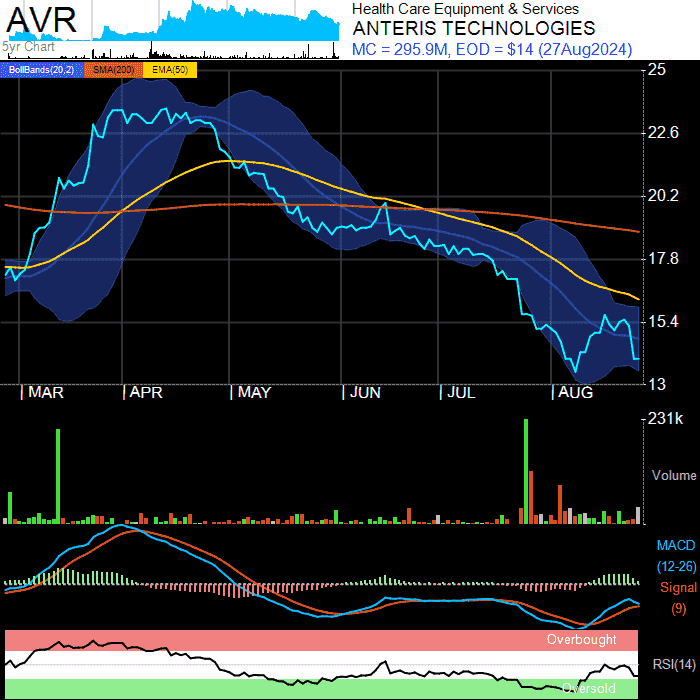 AVR
5yr Chart
Health Care Equipment & Services
ANTERIS TECHNOLOGIES
MC = 295.9M, EOD = $14 (27Aug2024)
BollBands(20,2) SMA(200) EMA(50)
25
22.6
20.2
17.8
15.4
13
MAR APR MAY JUN JUL AUG
231k
Volume
MACD
(12-26)
Signal
(9)
Overbought
RSI(14)
Oversold